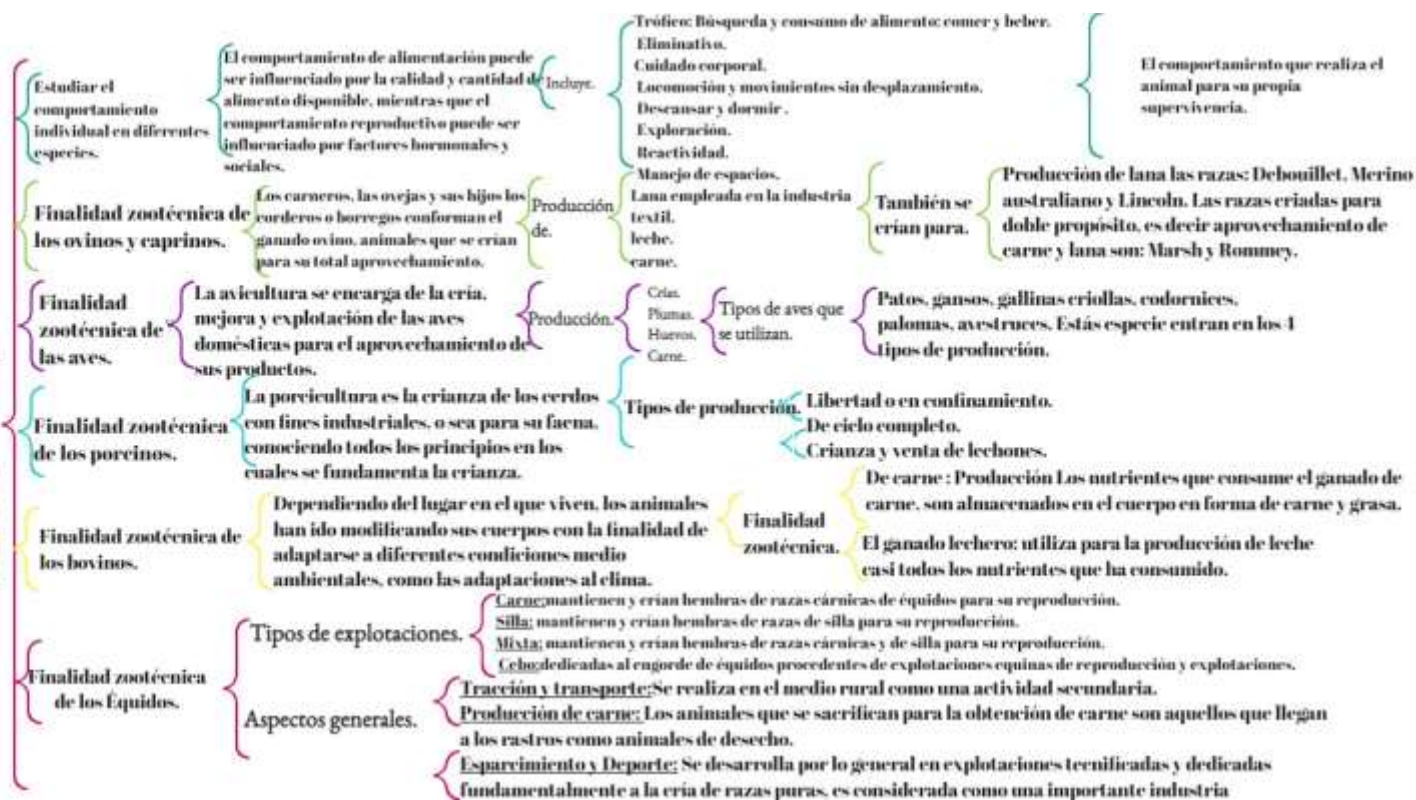 Estudiar el
comportamiento
individual en diferentes
especies.
El comportamiento de alimentación puede
ser influenciado por la calidad y cantidad de
alimento disponible, mientras que el
comportamiento reproductivo puede ser
influenciado por factores hormonales y
sociales.
Incluye.
Trófico: Búsqueda y consumo de alimento: comer y beber.
Eliminativo.
Cuidado corporal.
Locomoción y movimientos sin desplazamiento.
Descansar y dormir .
Exploración.
Reactividad.
Manejo de espacios.
El comportamiento que realiza el
animal para su propia
supervivencia.
Finalidad zootécnica de
los ovinos y caprinos.
Los carneros, las ovejas y sus hijos los
corderos o borregos conforman el
ganado ovino, animales que se crían
para su total aprovechamiento.
Producción
de.
Lana empleada en la industria
textil.
leche.
carne.
También se
crían para.
Producción de lana las razas: Debouillet, Merino
australiano y Lincoln. Las razas criadas para
doble propósito, es decir aprovechamiento de
carne y lana son: Marsh y Rommey.
Finalidad
zootécnica de
las aves.
La avicultura se encarga de la cría,
mejora y explotación de las aves
domésticas para el aprovechamiento de
sus productos.
Producción.
Crías.
Plumas.
Huevos.
Carne.
Tipos de aves que
se utilizan.
Patos, gansos, gallinas criollas, codornices,
palomas, avestruces. Estás especie entran en los 4
tipos de producción.
Finalidad zootécnica
de los porcinos.
La porcicultura es la crianza de los cerdos
con fines industriales, o sea para su faena,
conociendo todos los principios en los
cuales se fundamenta la crianza.
Tipos de producción.
Libertad o en confinamiento.
De ciclo completo.
Crianza y venta de lechones.
Finalidad zootécnica de
los bovinos.
Dependiendo del lugar en el que viven, los animales
han ido modificando sus cuerpos con la finalidad de
adaptarse a diferentes condiciones medio
ambientales, como las adaptaciones al clima.
Finalidad
zootécnica.
De carne : Producción Los nutrientes que consume el ganado de
carne, son almacenados en el cuerpo en forma de carne y grasa.
El ganado lechero: utiliza para la producción de leche
casi todos los nutrientes que ha consumido.
Finalidad zootécnica
de los Équidos.
Tipos de explotaciones.
Carne:mantienen y crían hembras de razas cárnicas de équidos para su reproducción.
Silla: mantienen y crían hembras de razas de silla para su reproducción.
Mixta: mantienen y crían hembras de razas cárnicas y de silla para su reproducción.
Cebo:dedicadas al engorde de équidos procedentes de explotaciones equinas de reproducción y explotaciones.
Aspectos generales.
Tracción y transporte:Se realiza en el medio rural como una actividad secundaria.
Producción de carne: Los animales que se sacrifican para la obtención de carne son aquellos que llegan
a los rastros como animales de desecho.
Esparcimiento y Deporte: Se desarrolla por lo general en explotaciones tecnificadas y dedicadas
fundamentalmente a la cría de razas puras, es considerada como una importante industria